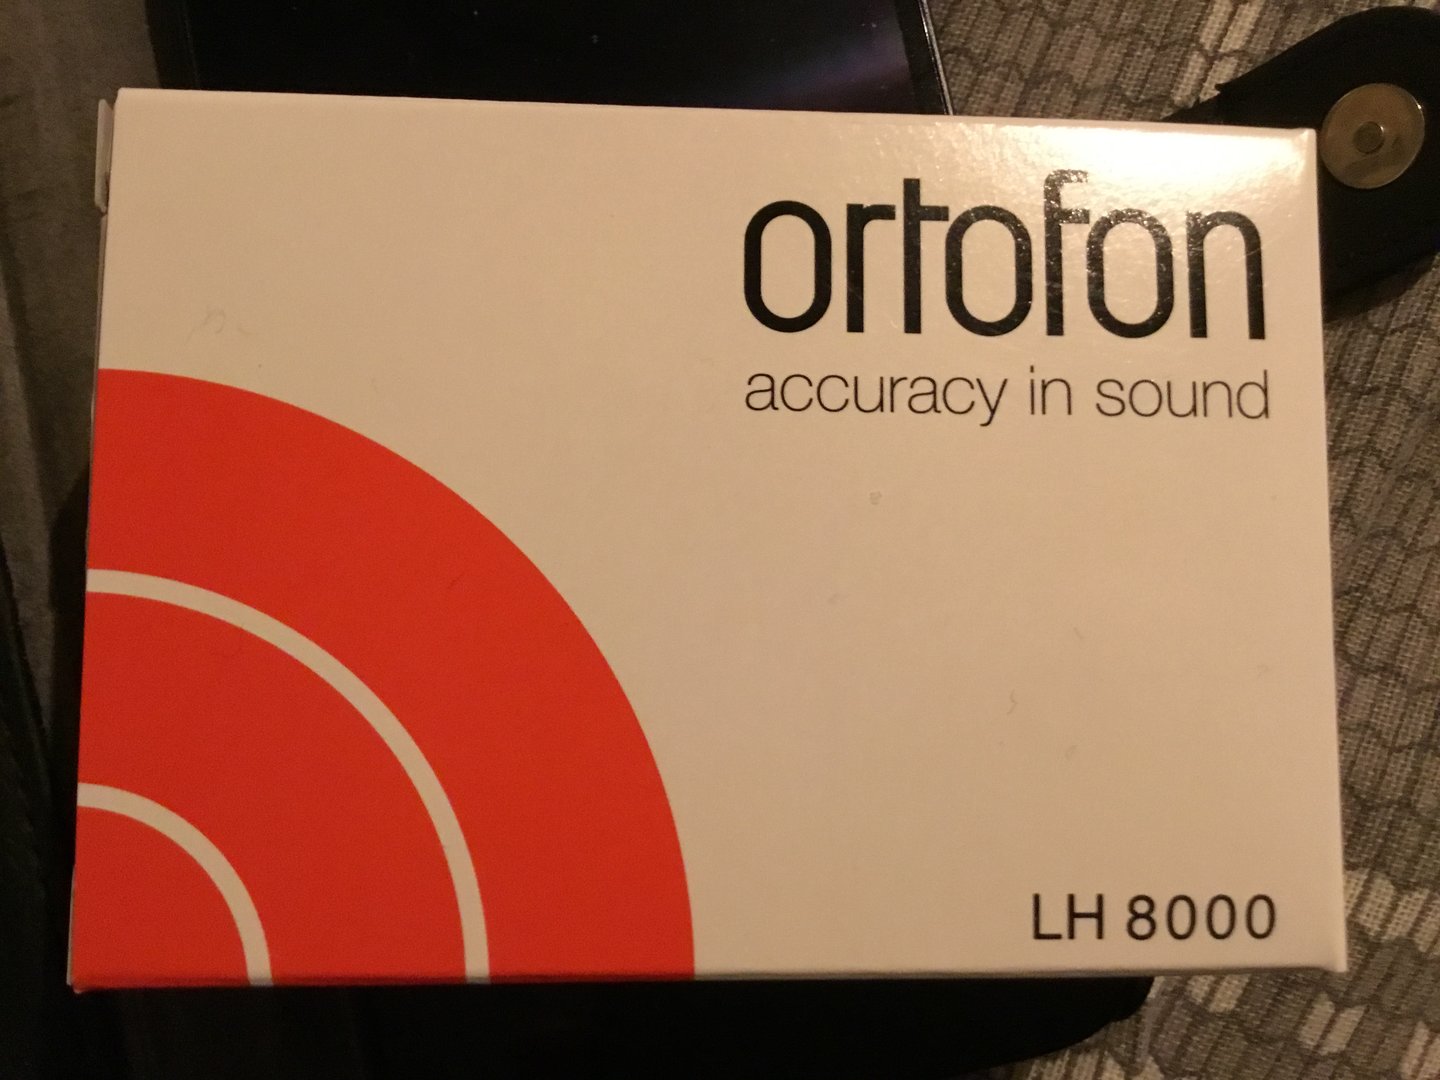 ortofon
accuracy in sound
LH 8000